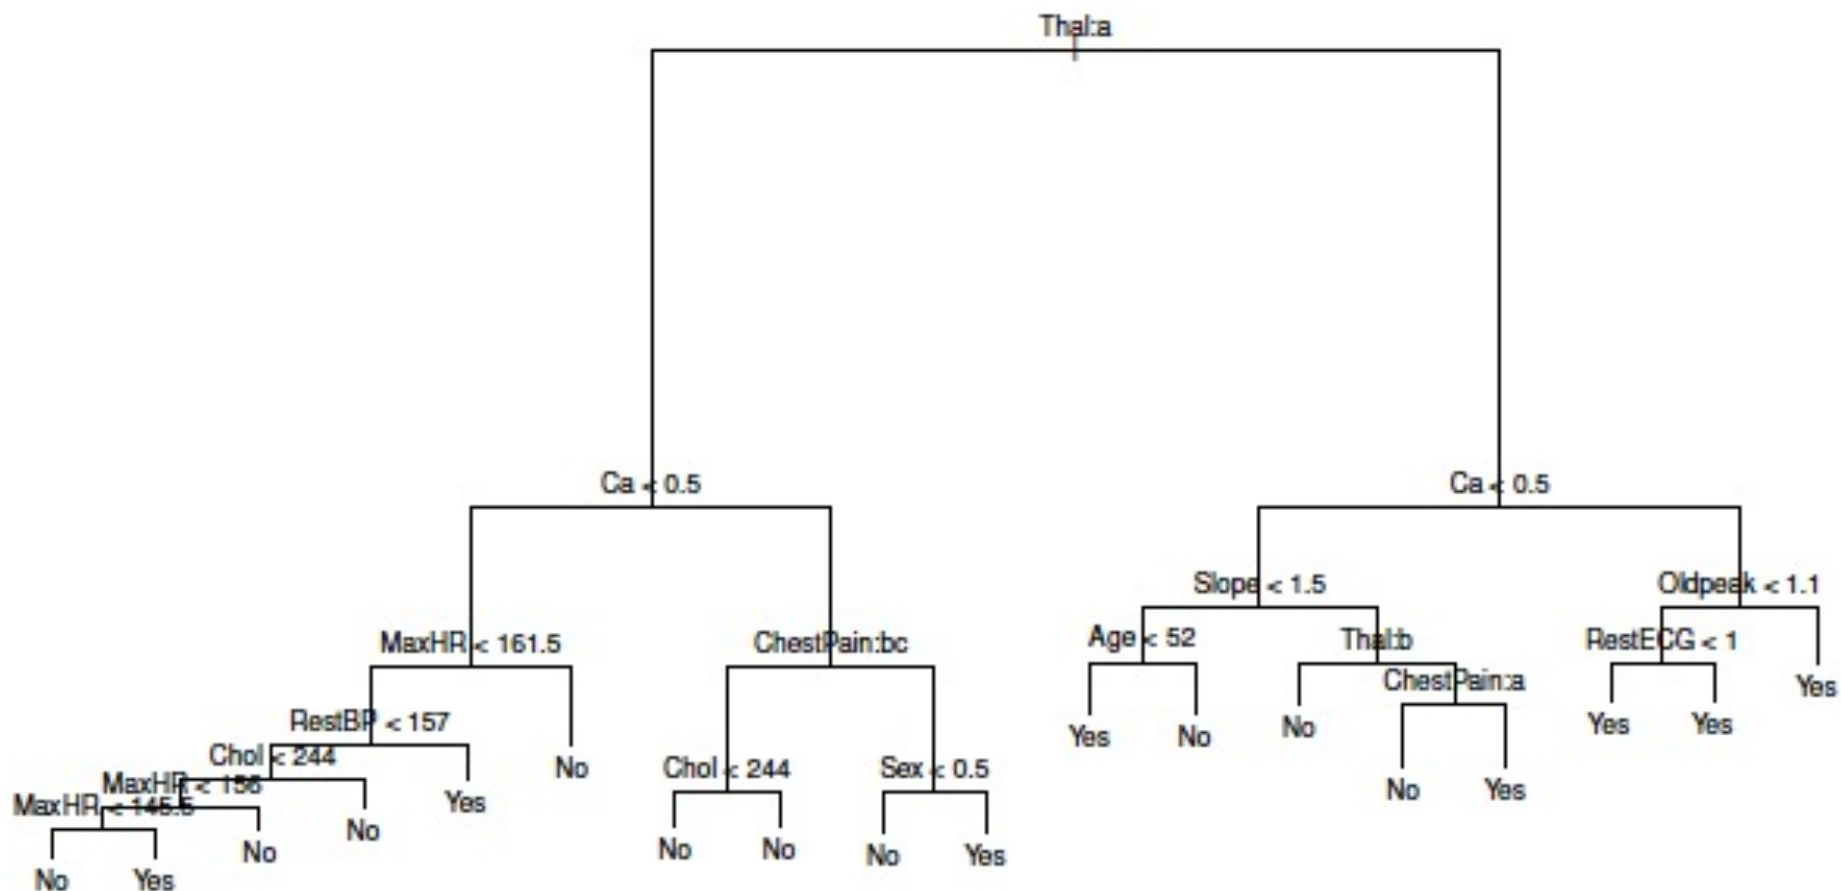 Thal:a
Ca < 0.5
Ca < 0.5
Slope < 1.5
Oldpeak < 1.1
MaxHR < 161.5
ChestPain:bc
Age < 52
Thal:b
RestECG < 1
ChestPain:a
Yes
RestBP < 157
Yes
No
No
Yes
Yes
Chol < 244
No
Chol < 244
Sex < 0.5
MaxHR < 156
Yes
No
Yes
MaxHR < 145.5
No
No
No
No
No
Yes
No
Yes